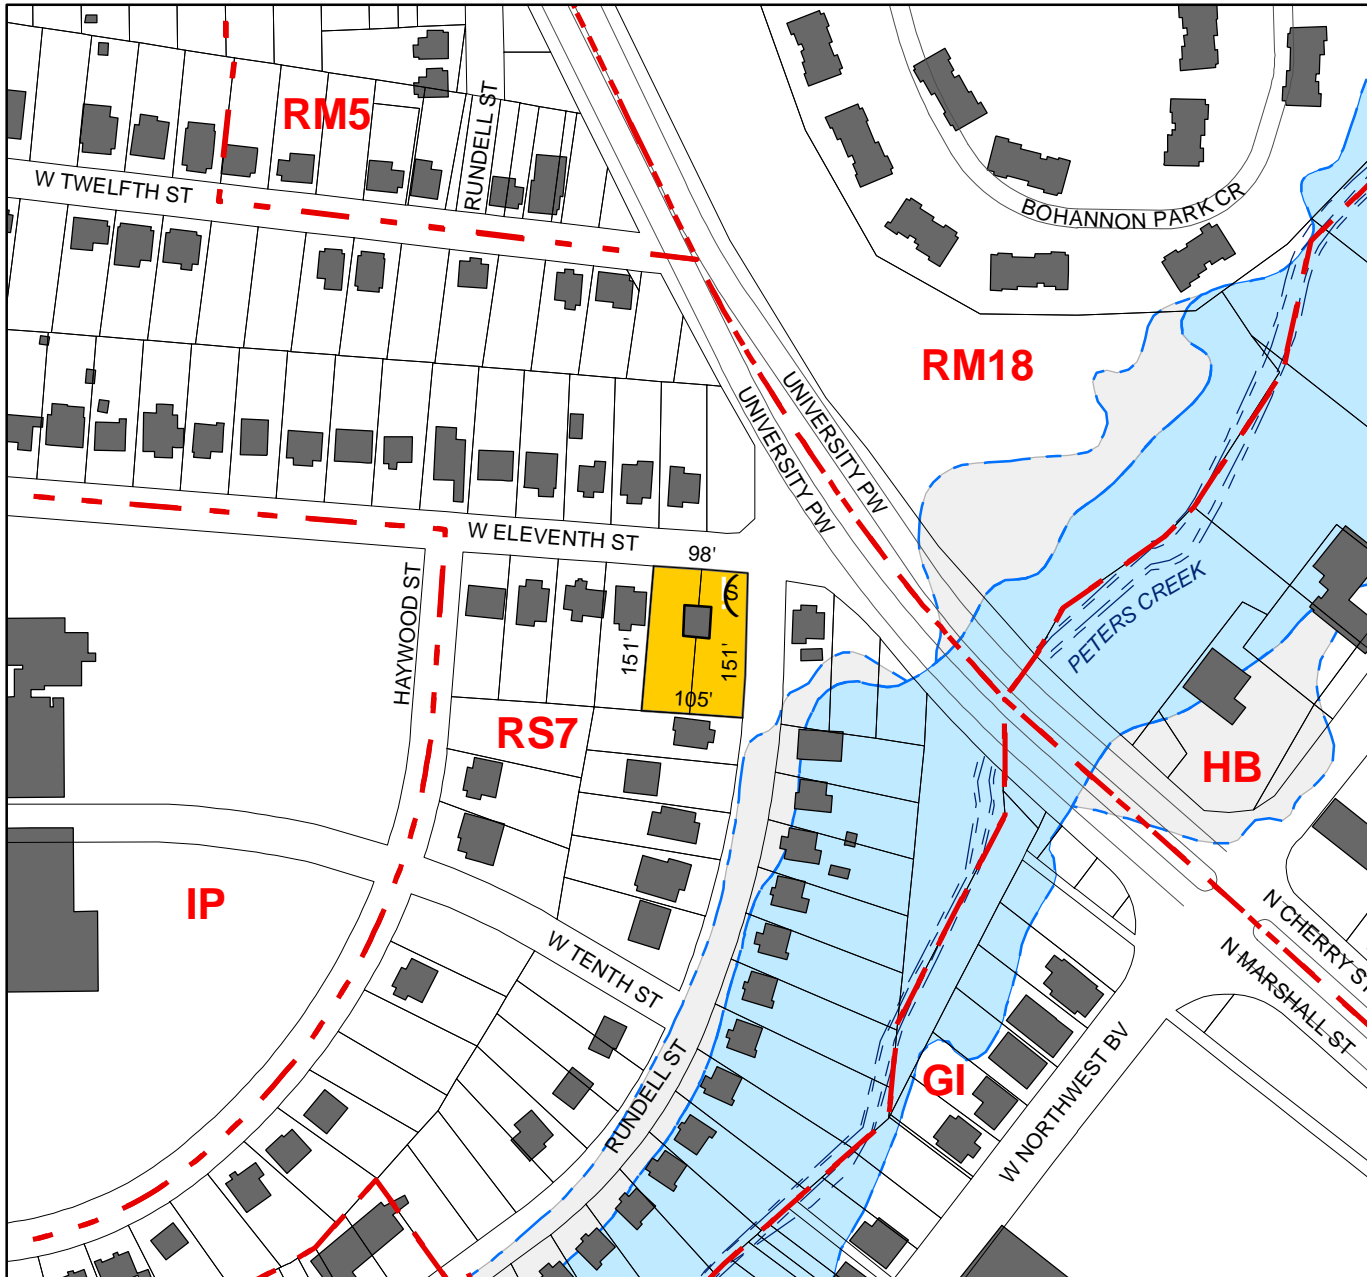 RM5
RUNDELL ST
W TWELFTH ST
BOHANNON PARK CR
RM18
UNIVERSITY PW
UNIVERSITY PW
W ELEVENTH ST
98'
HAYWOOD ST
151'
S
151'
105'
PETERS CREEK
RS7
HB
IP
W TENTH ST
N CHERRY ST
N MARSHALL ST
RUNDELL ST
GI
W NORTHWEST BV